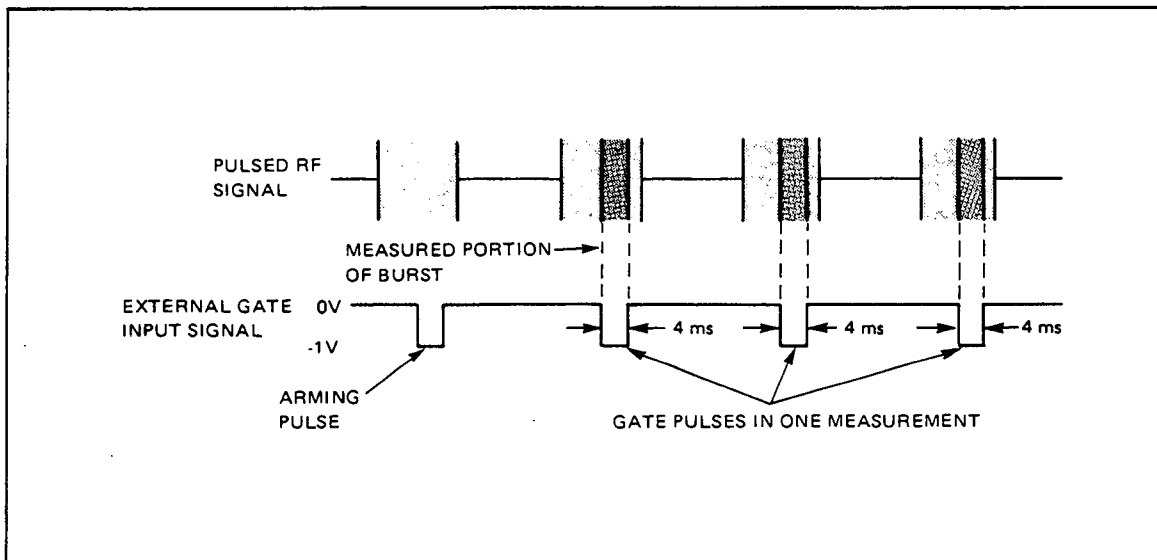 PULSED RF
SIGNAL
MEASURED PORTION
OF BURST
EXTERNAL GATE
INPUT SIGNAL
0V
-1V
4 ms
4 ms
4 ms
ARMING
PULSE
GATE PULSES IN ONE MEASUREMENT